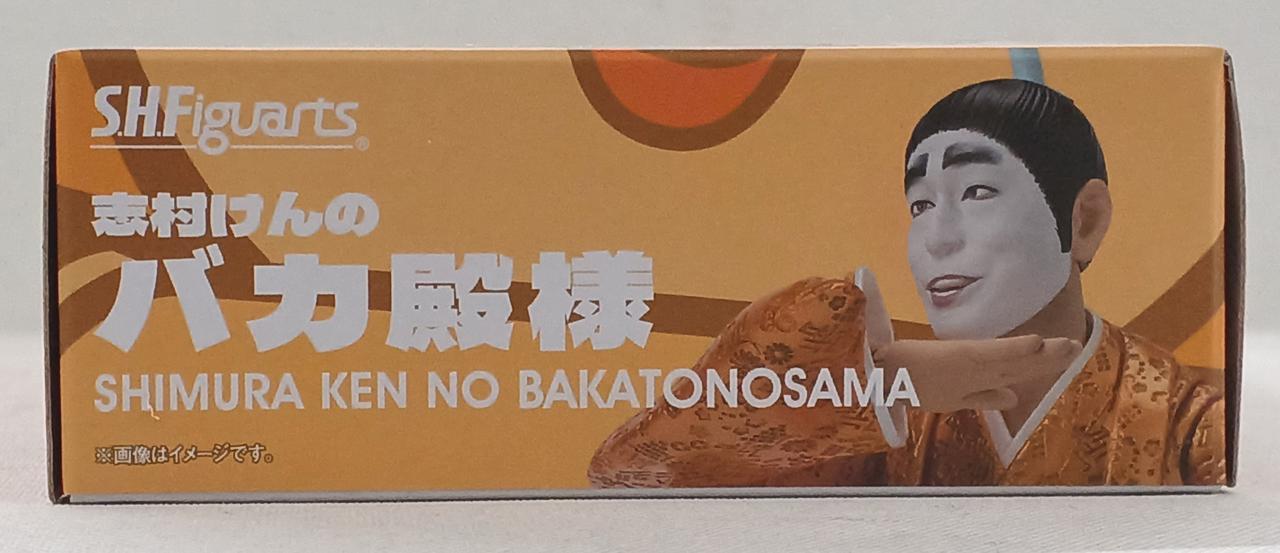 S.H.Figuarts®
志村けんの
バカ殿様
SHIMURA KEN NO BAKATONOSAMA
※画像はイメージです。